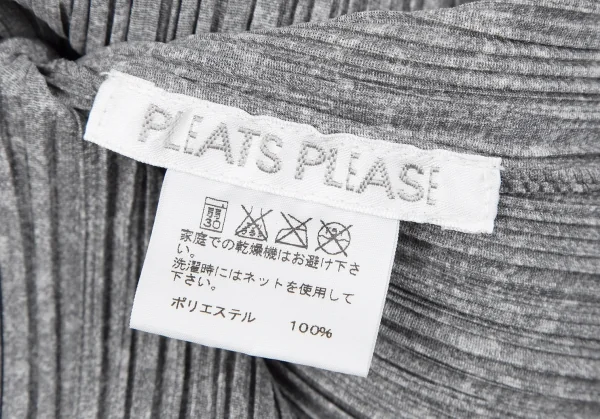 PLEATS PLEASE
弱
30
家庭での乾燥機はお避け下さ
い。
洗濯時にはネットを使用して
下さい。
ポリエステル 100%